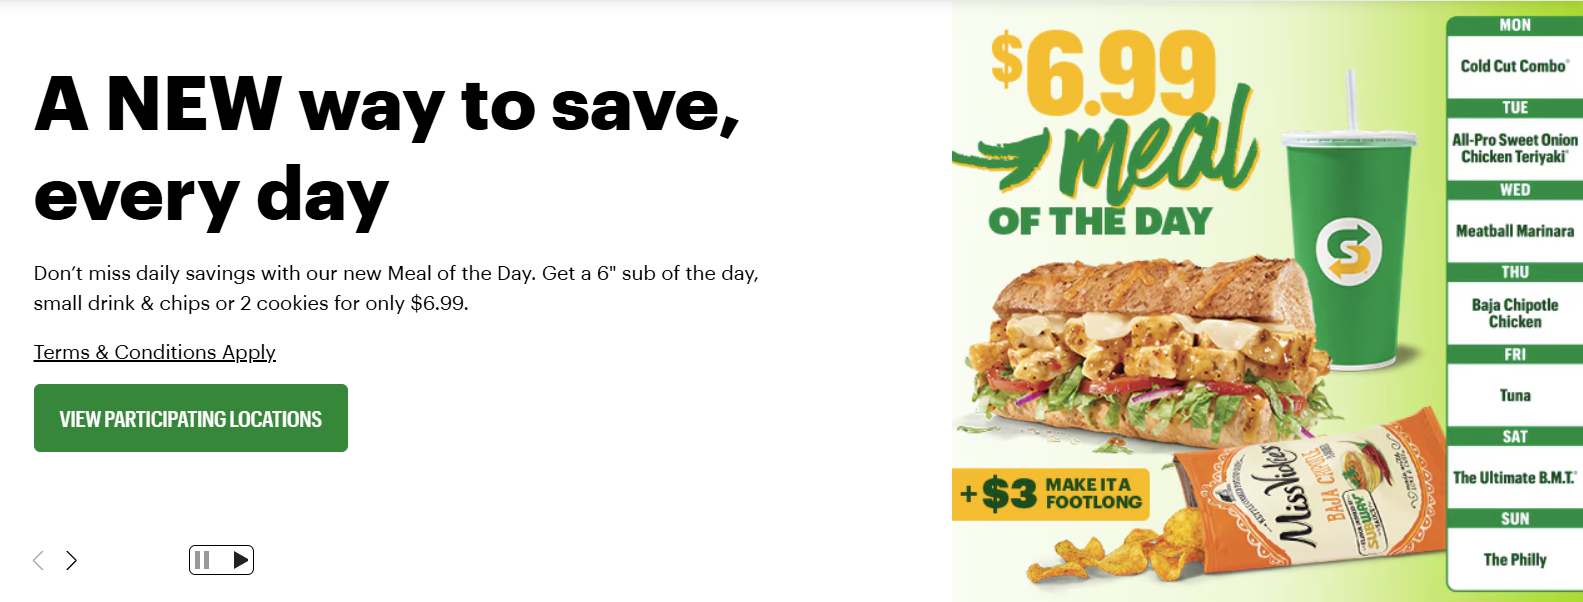 A NEW way to save,
every day
Don’t miss daily savings with our new Meal of the Day. Get a 6" sub of the day,
small drink & chips or 2 cookies for only $6.99.
Terms & Conditions Apply
VIEW PARTICIPATING LOCATIONS
$6.99
meal
OF THE DAY
+ $3 MAKE IT A
FOOTLONG
Miss Vickie's
BAJA CHIPOTLE
SUBWAY
MON
Cold Cut Combo®
TUE
All-Pro Sweet Onion
Chicken Teriyaki®
WED
Meatball Marinara
THU
Baja Chipotle
Chicken
FRI
Tuna
SAT
The Ultimate B.M.T.®
SUN
The Philly